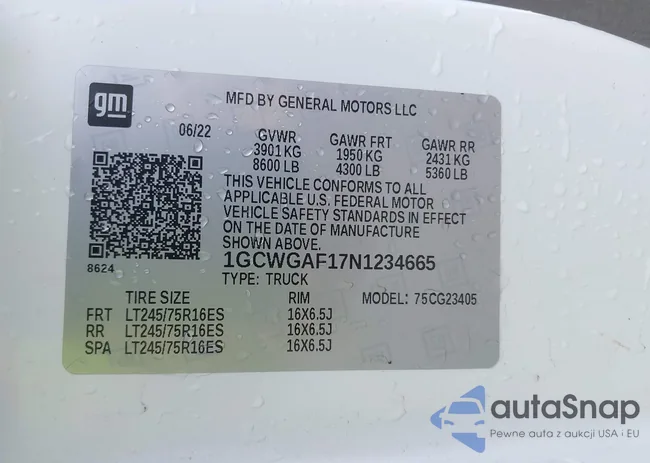 gm
MFD BY GENERAL MOTORS LLC
06/22 GVWR GAWR FRT GAWR RR
3901 KG 1950 KG 2431 KG
8600 LB 4300 LB 5360 LB
THIS VEHICLE CONFORMS TO ALL
APPLICABLE U.S. FEDERAL MOTOR
VEHICLE SAFETY STANDARDS IN EFFECT
ON THE DATE OF MANUFACTURE
SHOWN ABOVE.
8624
1GCWGAF17N1234665
TYPE: TRUCK
TIRE SIZE RIM MODEL: 75CG23405
FRT LT245/75R16ES 16X6.5J
RR LT245/75R16ES 16X6.5J
SPA LT245/75R16ES 16X6.5J
autaSnap
Pewne auta z aukcji USA i EU